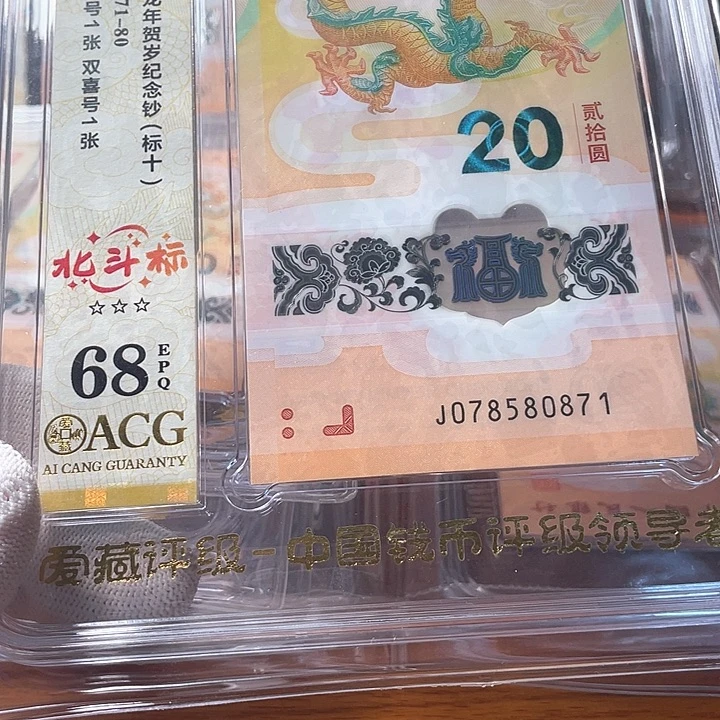 龙年贺岁纪念钞(标十)
71-80
号1张 双喜号1张
北斗标
☆☆☆
68 EPQ
ACG
AI CANG GUARANTY
20
贰拾圆
J078580871
爱藏评级-中国钱币评级领导者